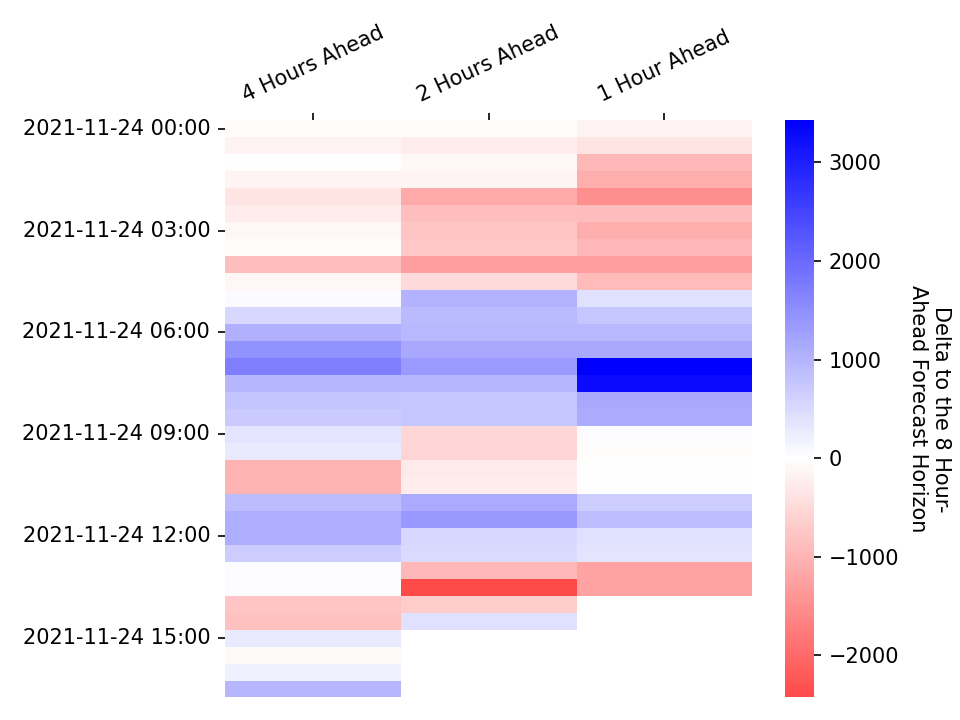 4 Hours Ahead
2 Hours Ahead
1 Hour Ahead
2021-11-24 00:00
2021-11-24 03:00
2021-11-24 06:00
2021-11-24 09:00
2021-11-24 12:00
2021-11-24 15:00
3000
2000
1000
0
−1000
−2000
Delta to the 8 Hour-
Ahead Forecast Horizon